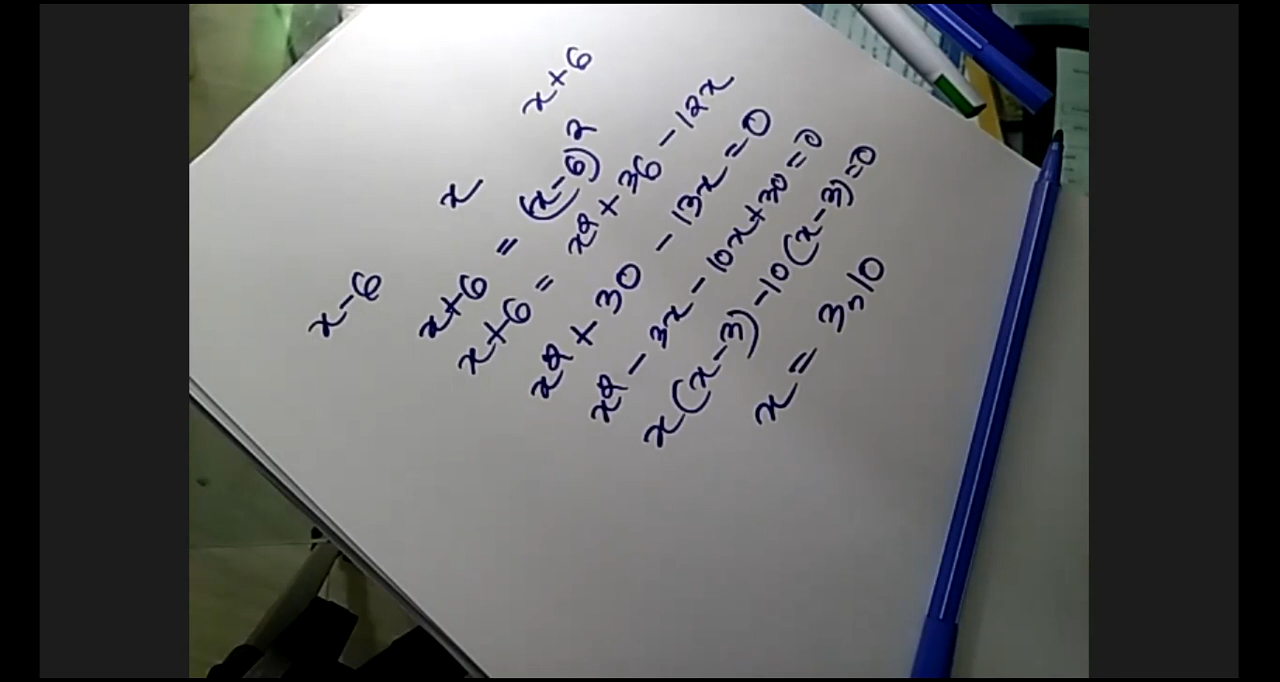 x-6 x x+6
x+6 = (x-6)2
x+6 = x2+36-12x
x2+30-13x=0
x2-3x-10x+30=0
x(x-3)-10(x-3)=0
x = 3,10